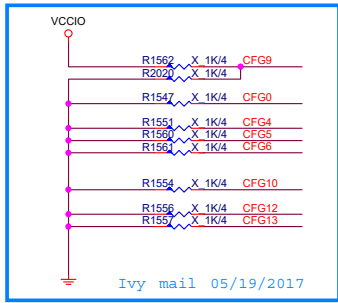 VCCIO
R1562 X_1K/4 CFG9
R2020 X_1K/4
R1547 X_1K/4 CFG0
R1551 X_1K/4 CFG4
R1560 X_1K/4 CFG5
R1561 X_1K/4 CFG6
R1554 X_1K/4 CFG10
R1556 X_1K/4 CFG12
R1557 X_1K/4 CFG13
Ivy mail 05/19/2017